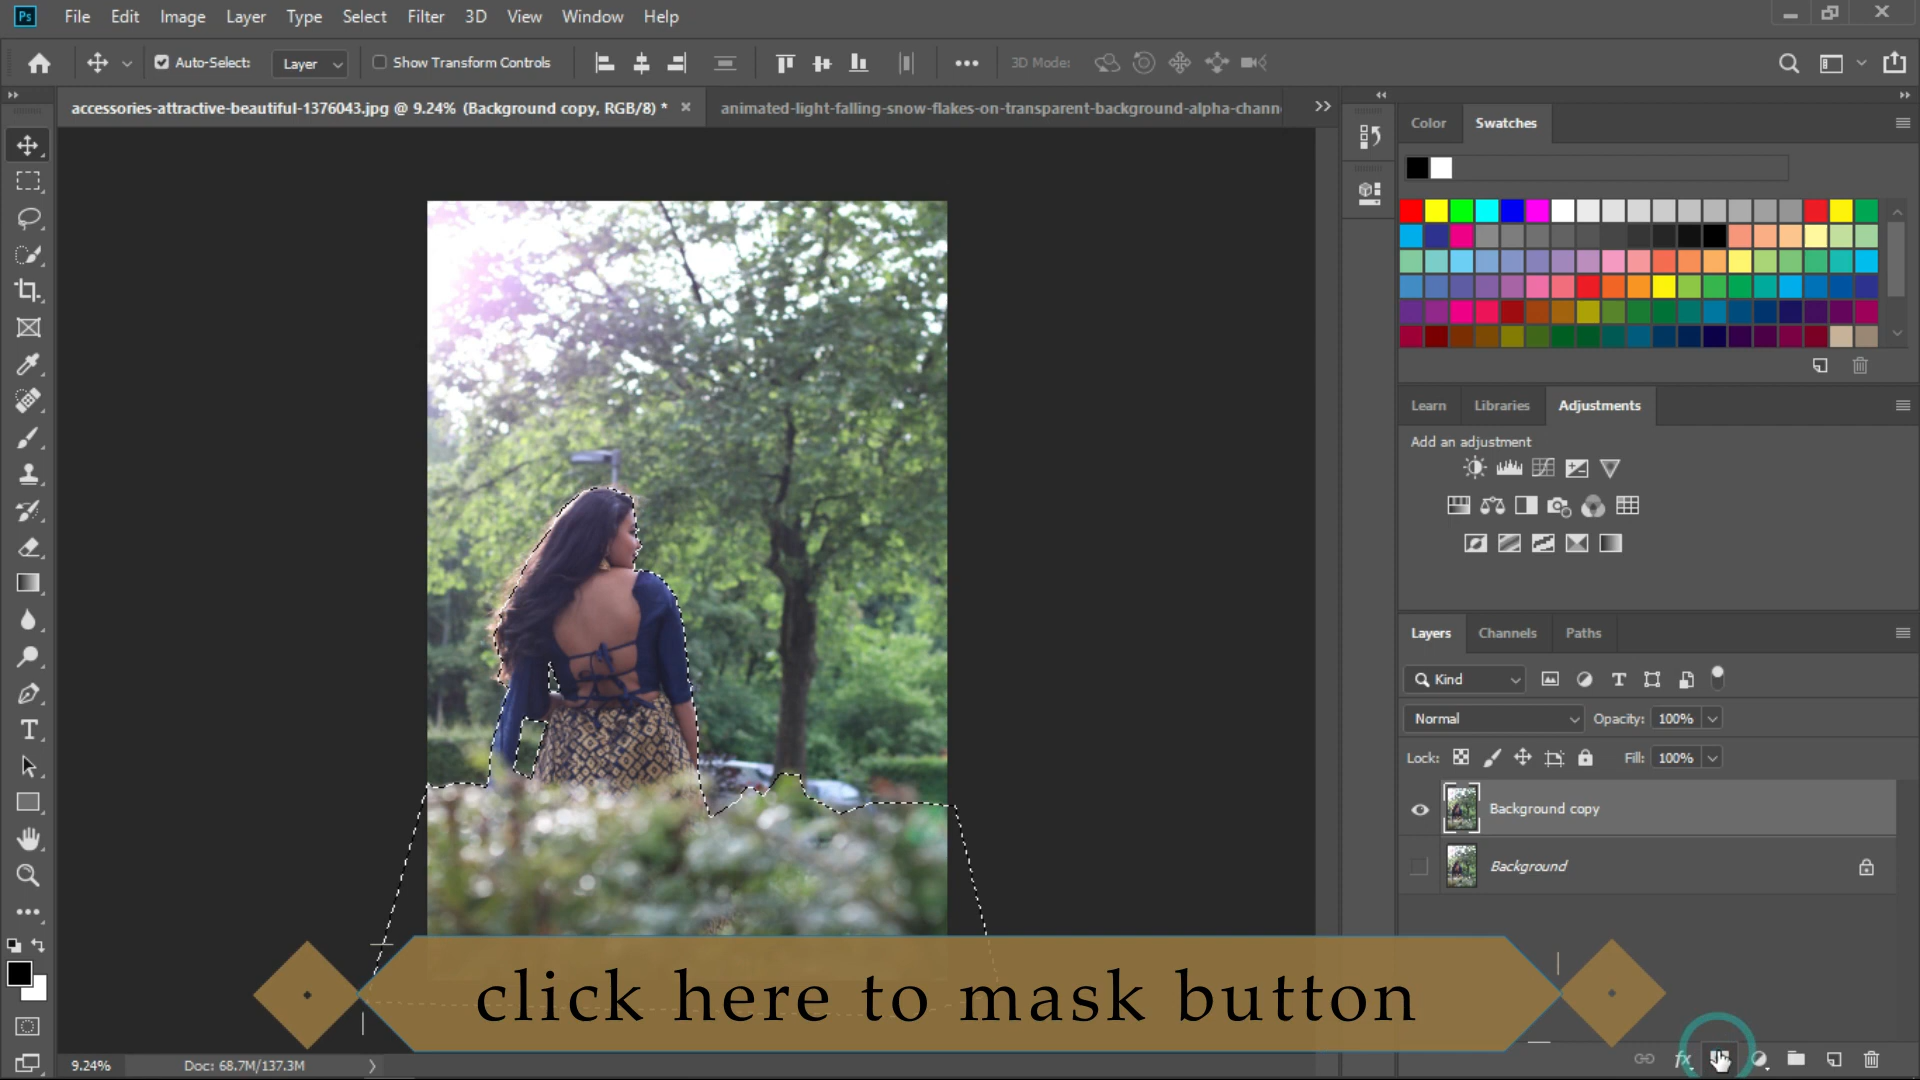 Ps File Edit Image Layer Type Select Filter 3D View Window Help
Auto-Select: Layer Show Transform Controls 3D Mode:
accessories-attractive-beautiful-1376043.jpg @ 9.24% (Background copy, RGB/8) * animated-light-falling-snow-flakes-on-transparent-background-alpha-chann
Color Swatches
Learn Libraries Adjustments
Add an adjustment
Layers Channels Paths
Kind
Normal Opacity: 100%
Lock: Fill: 100%
Background copy
Background
click here to mask button
9.24% Doc: 68.7M/137.3M
fx